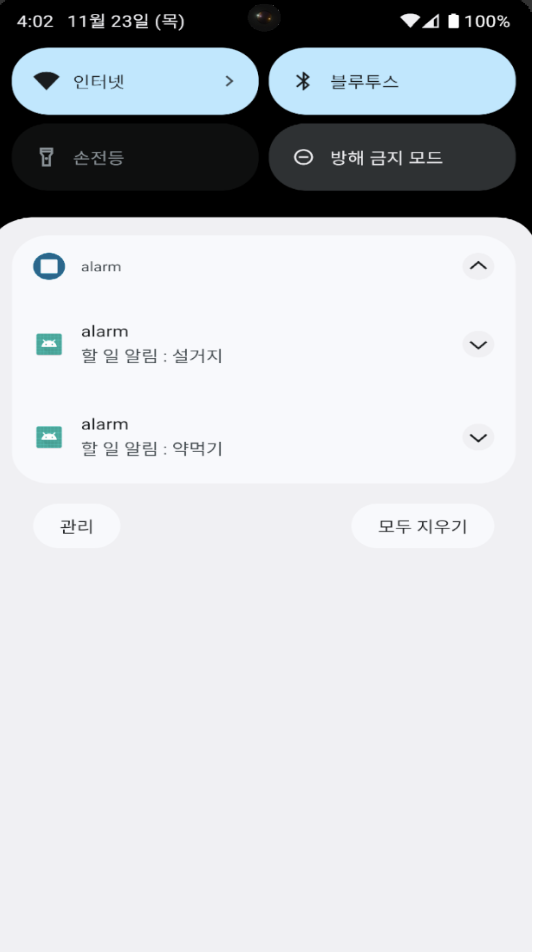 4:02 11월 23일 (목) 100%
인터넷 블루투스
손전등 방해 금지 모드
alarm
alarm
할 일 알림 : 설거지
alarm
할 일 알림 : 약먹기
관리 모두 지우기